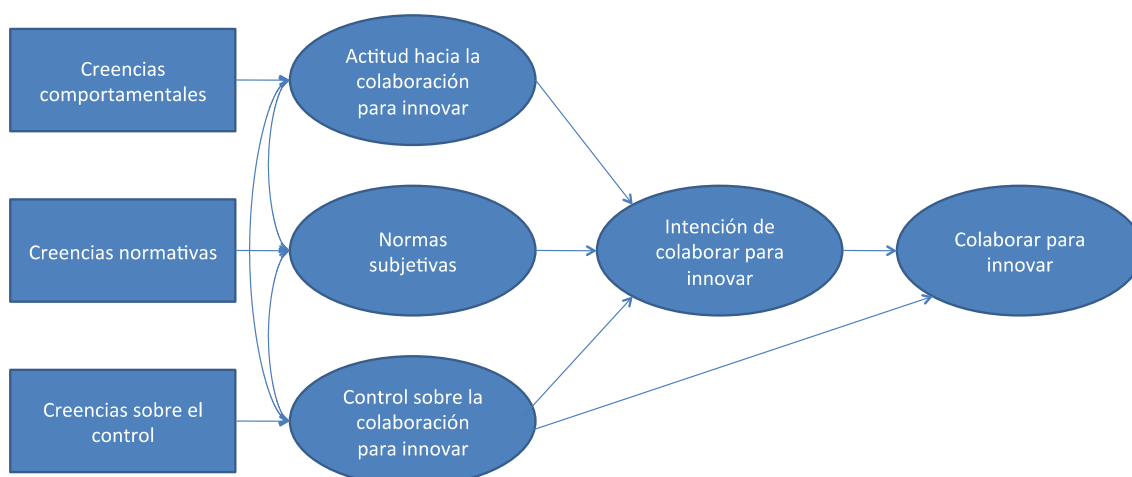 Creencias
comportamentales
Actitud hacia la
colaboración
para innovar
Creencias normativas
Normas
subjetivas
Intención de
colaborar para
innovar
Colaborar para
innovar
Creencias sobre el
control
Control sobre la
colaboración
para innovar